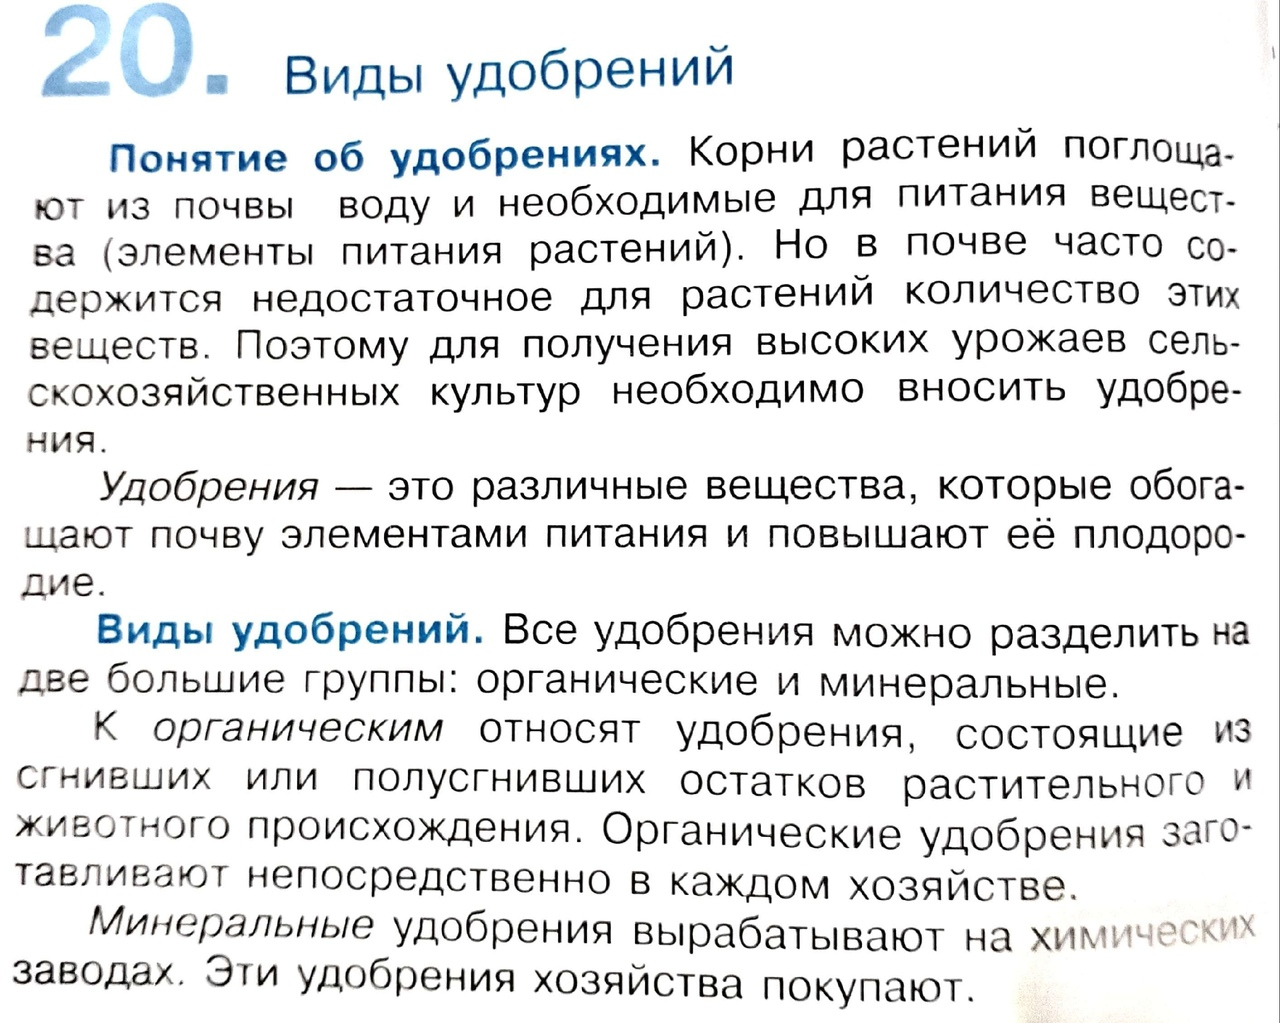 20. Виды удобрений
Понятие об удобрениях. Корни растений поглоща-
ют из почвы воду и необходимые для питания вещест-
ва (элементы питания растений). Но в почве часто со-
держится недостаточное для растений количество этих
веществ. Поэтому для получения высоких урожаев сель-
скохозяйственных культур необходимо вносить удобре-
ния.
Удобрения — это различные вещества, которые обога-
щают почву элементами питания и повышают её плодоро-
дие.
Виды удобрений. Все удобрения можно разделить на
две большие группы: органические и минеральные.
К органическим относят удобрения, состоящие из
сгнивших или полусгнивших остатков растительного и
животного происхождения. Органические удобрения заго-
тавливают непосредственно в каждом хозяйстве.
Минеральные удобрения вырабатывают на химических
заводах. Эти удобрения хозяйства покупают.